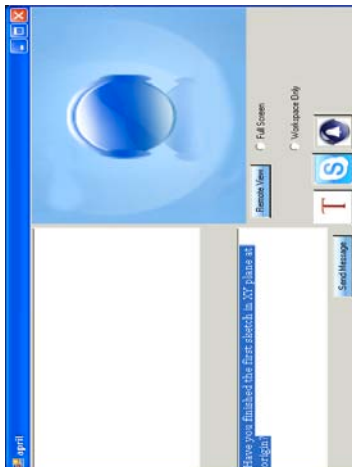 april
Have you finished the first sketch in XY plane at
origin?
Send Message
Remote View
Full Screen
Workspace Only
T
S